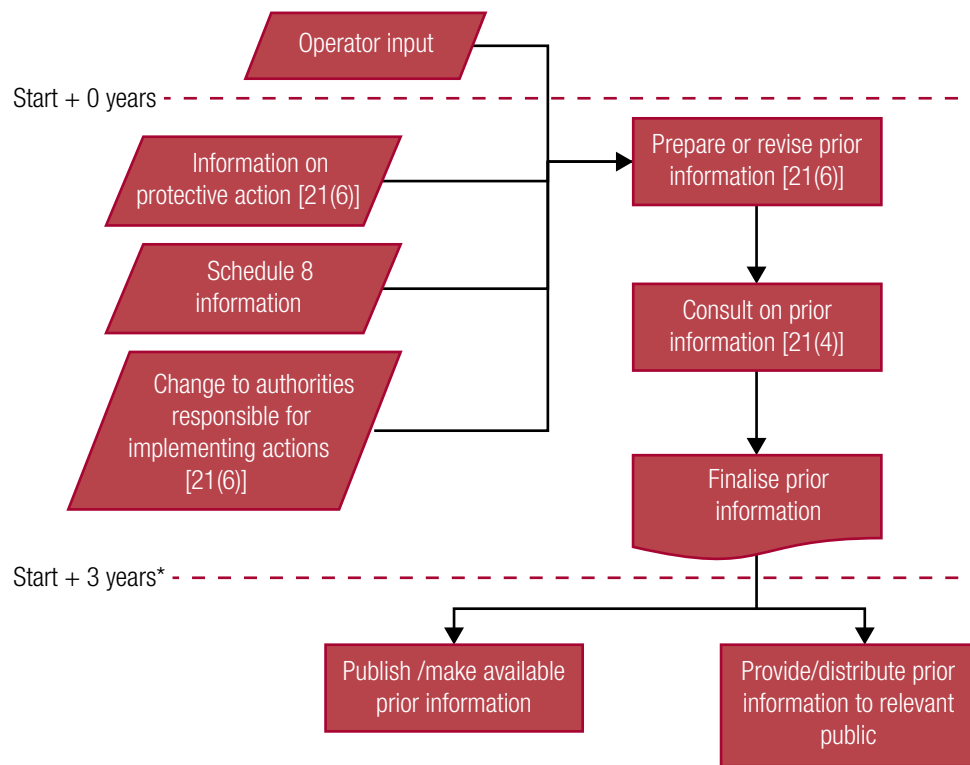 Operator input
Start + 0 years
Information on
protective action [21(6)]
Prepare or revise prior
information [21(6)]
Schedule 8
information
Consult on prior
information [21(4)]
Change to authorities
responsible for
implementing actions
[21(6)]
Finalise prior
information
Start + 3 years*
Publish /make available
prior information
Provide/distribute prior
information to relevant
public